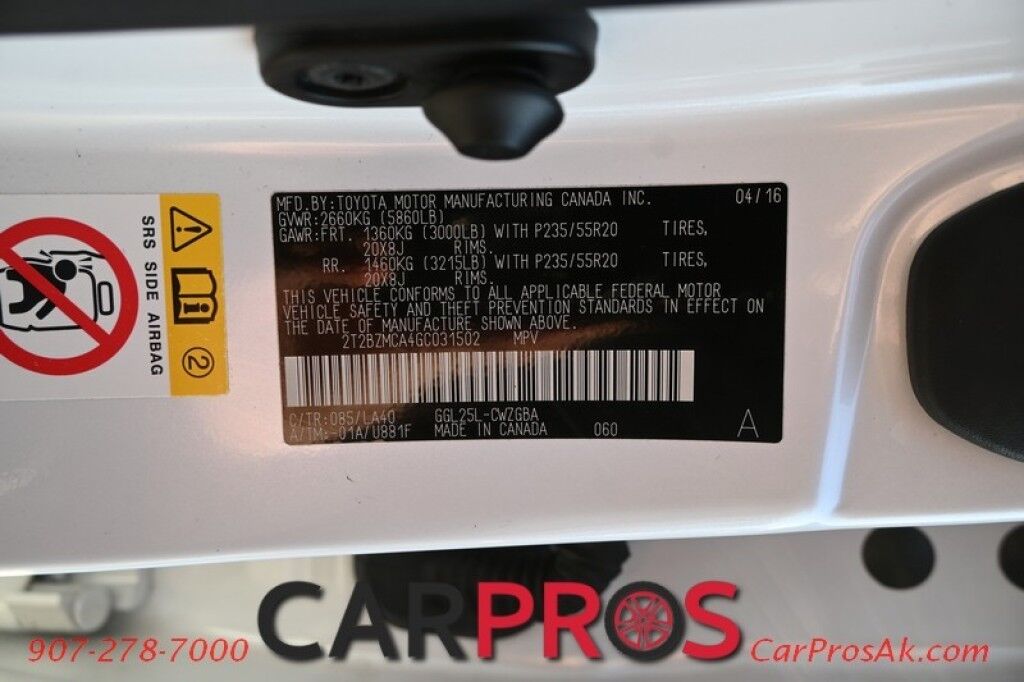 MFD.BY:TOYOTA MOTOR MANUFACTURING CANADA INC. 04/16
GVWR:2660KG (5860LB)
GAWR:FRT. 1360KG (3000LB) WITH P235/55R20 TIRES,
20X8J RIMS.
RR. 1460KG (3215LB) WITH P235/55R20 TIRES,
20X8J RIMS.
THIS VEHICLE CONFORMS TO ALL APPLICABLE FEDERAL MOTOR
VEHICLE SAFETY AND THEFT PREVENTION STANDARDS IN EFFECT ON
THE DATE OF MANUFACTURE SHOWN ABOVE.
2T2BZMCA4GC031502 MPV
C/TR:085/LA40 GGL25L-CWZGBA
A/TM:-01A/U881F MADE IN CANADA 060 A
SRS SIDE AIRBAG
2
CARPROS
907-278-7000
CarProsAk.com